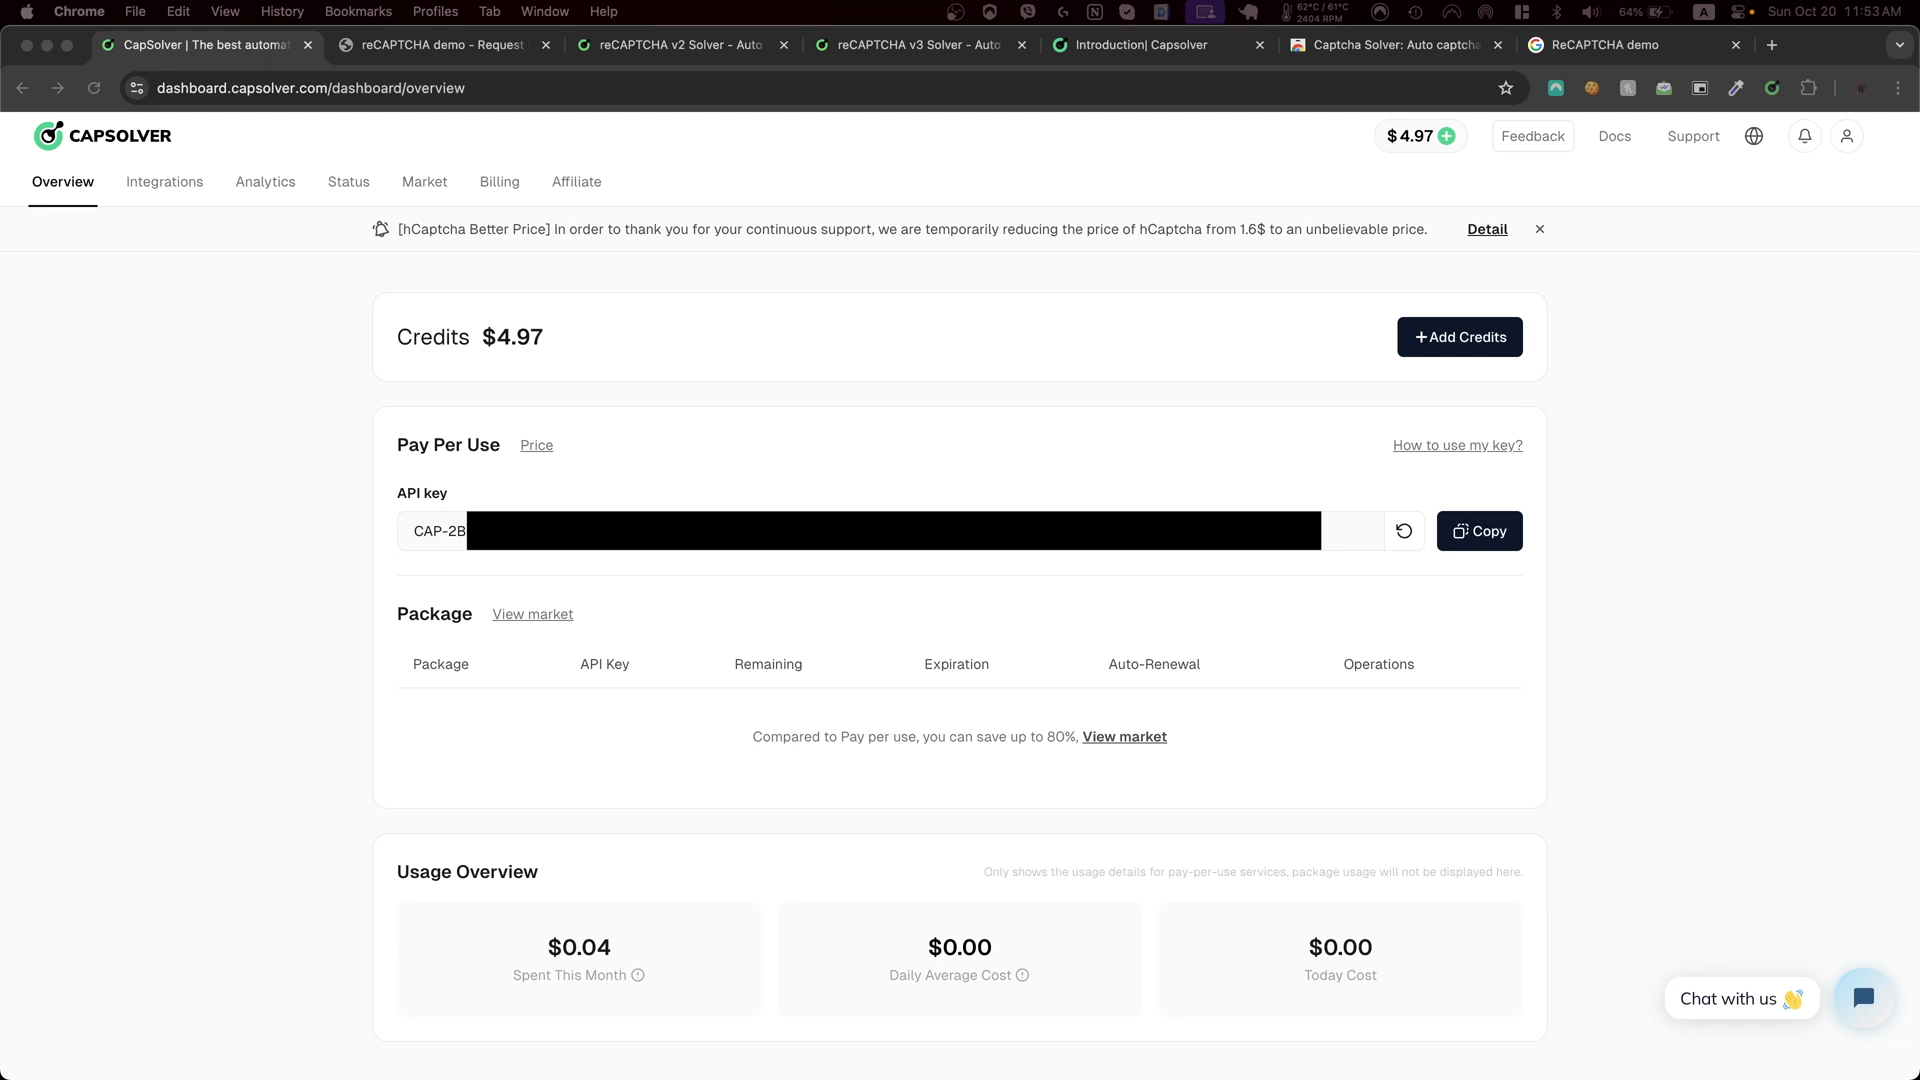 Chrome File Edit View History Bookmarks Profiles Tab Window Help 62°C / 61°C 2404 RPM 64% A Sun Oct 20 11:53 AM
CapSolver | The best automat reCAPTCHA demo - Request reCAPTCHA v2 Solver - Auto reCAPTCHA v3 Solver - Auto Introduction| Capsolver Captcha Solver: Auto captcha ReCAPTCHA demo
dashboard.capsolver.com/dashboard/overview
CAPSOLVER $ 4.97 Feedback Docs Support
Overview Integrations Analytics Status Market Billing Affiliate
[hCaptcha Better Price] In order to thank you for your continuous support, we are temporarily reducing the price of hCaptcha from 1.6$ to an unbelievable price. Detail
Credits $4.97 +Add Credits
Pay Per Use Price How to use my key?
API key
CAP-2B Copy
Package View market
Package API Key Remaining Expiration Auto-Renewal Operations
Compared to Pay per use, you can save up to 80%, View market
Usage Overview Only shows the usage details for pay-per-use services, package usage will not be displayed here.
$0.04 $0.00 $0.00
Spent This Month Daily Average Cost Today Cost
Chat with us 👋